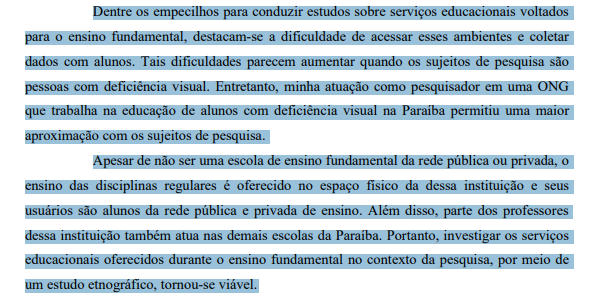 Dentre os empecilhos para conduzir estudos sobre serviços educacionais voltados
para o ensino fundamental, destacam-se a dificuldade de acessar esses ambientes e coletar
dados com alunos. Tais dificuldades parecem aumentar quando os sujeitos de pesquisa são
pessoas com deficiência visual. Entretanto, minha atuação como pesquisador em uma ONG
que trabalha na educação de alunos com deficiência visual na Paraíba permitiu uma maior
aproximação com os sujeitos de pesquisa.
Apesar de não ser uma escola de ensino fundamental da rede pública ou privada, o
ensino das disciplinas regulares é oferecido no espaço físico da dessa instituição e seus
usuários são alunos da rede pública e privada de ensino. Além disso, parte dos professores
dessa instituição também atua nas demais escolas da Paraíba. Portanto, investigar os serviços
educacionais oferecidos durante o ensino fundamental no contexto da pesquisa, por meio de
um estudo etnográfico, tornou-se viável.